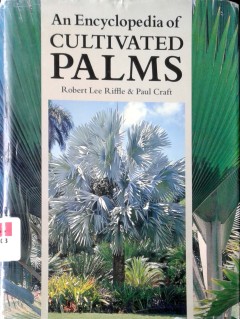 An Encyclopedia of
CULTIVATED
PALMS
Robert Lee Riffle & Paul Craft